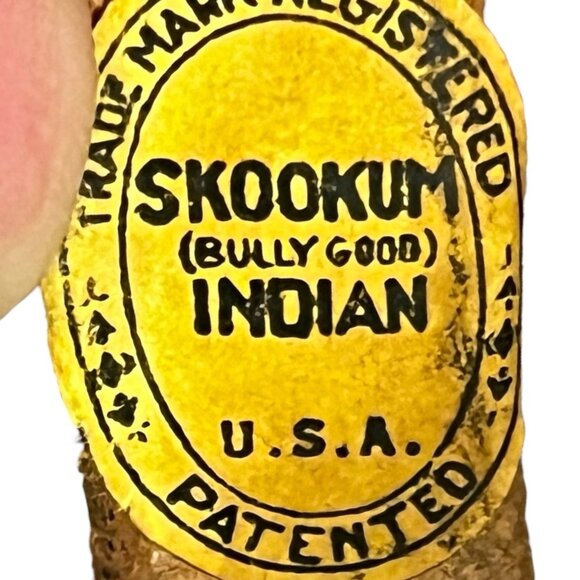 TRADE MARK REGISTERED
SKOOKUM
(BULLY GOOD)
INDIAN
U.S.A.
PATENTED